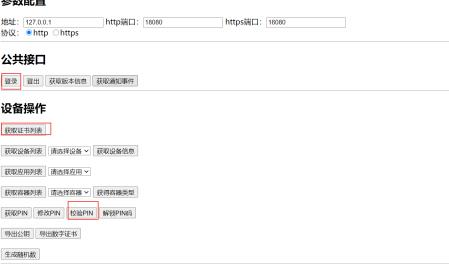 参数配置
地址： 127.0.0.1 http端口： 18080 https端口： 18080
协议： http https
公共接口
登录 登出 获取版本信息 获取通知事件
设备操作
获取证书列表
获取设备列表 请选择设备 获取设备信息
获取应用列表 请选择应用
获取容器列表 请选择容器 获得容器类型
获取PIN 修改PIN 校验PIN 解锁PIN码
导出公钥 导出数字证书
生成随机数